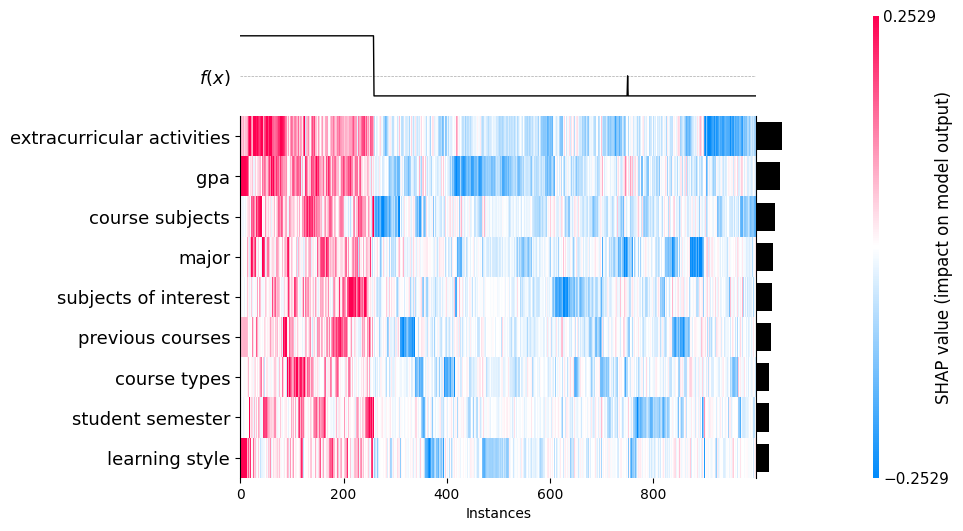 0.2529
f(x)
extracurricular activities
gpa
course subjects
major
subjects of interest
previous courses
course types
student semester
learning style
SHAP value (impact on model output)
−0.2529
0 200 400 600 800
Instances